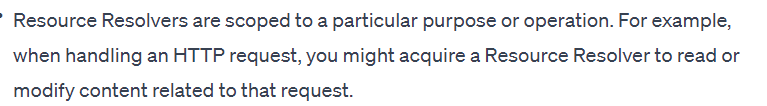 Resource Resolvers are scoped to a particular purpose or operation. For example,
when handling an HTTP request, you might acquire a Resource Resolver to read or
modify content related to that request.